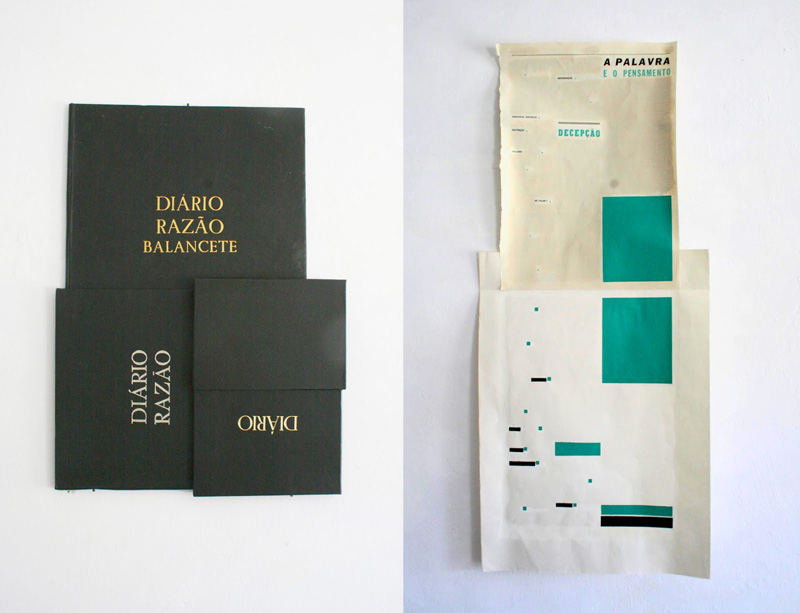 DIÁRIO
RAZÃO
BALANCETE
DIÁRIO
RAZÃO
DIÁRIO
A PALAVRA
E O PENSAMENTO
DECEPÇÃO